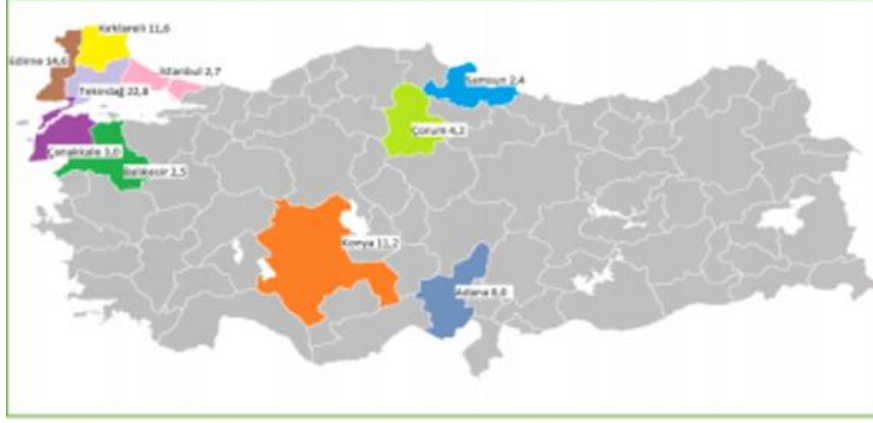 Kırklareli 11,6
Edirne 14,6
İstanbul 2,7
Tekirdağ 22,8
Samsun 2,4
Çorum 4,2
Çanakkale 3,0
Balıkesir 2,5
Konya 11,2
Adana 8,0